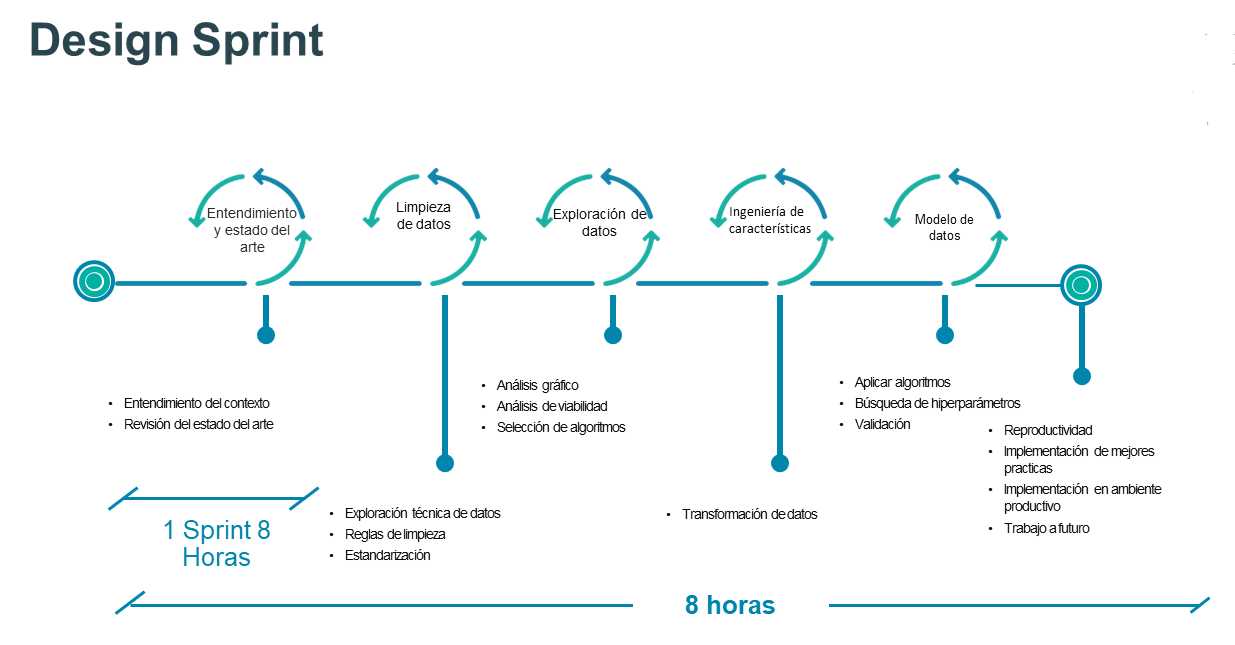 Design Sprint
Entendimiento
y estado del
arte
Limpieza
de datos
Exploración de
datos
Ingeniería de
características
Modelo de
datos
• Entendimiento del contexto
• Revisión del estado del arte
• Exploración técnica de datos
• Reglas de limpieza
• Estandarización
• Análisis gráfico
• Análisis de viabilidad
• Selección de algoritmos
• Transformación de datos
• Aplicar algoritmos
• Búsqueda de hiperparámetros
• Validación
• Reproductividad
• Implementación de mejores
practicas
• Implementación en ambiente
productivo
• Trabajo a futuro
1 Sprint 8
Horas
8 horas